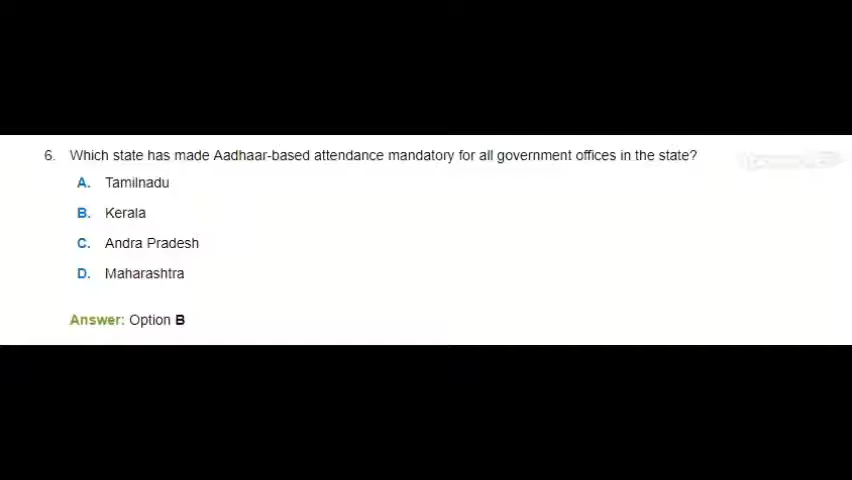 6. Which state has made Aadhaar-based attendance mandatory for all government offices in the state?
A. Tamilnadu
B. Kerala
C. Andra Pradesh
D. Maharashtra
Answer: Option B